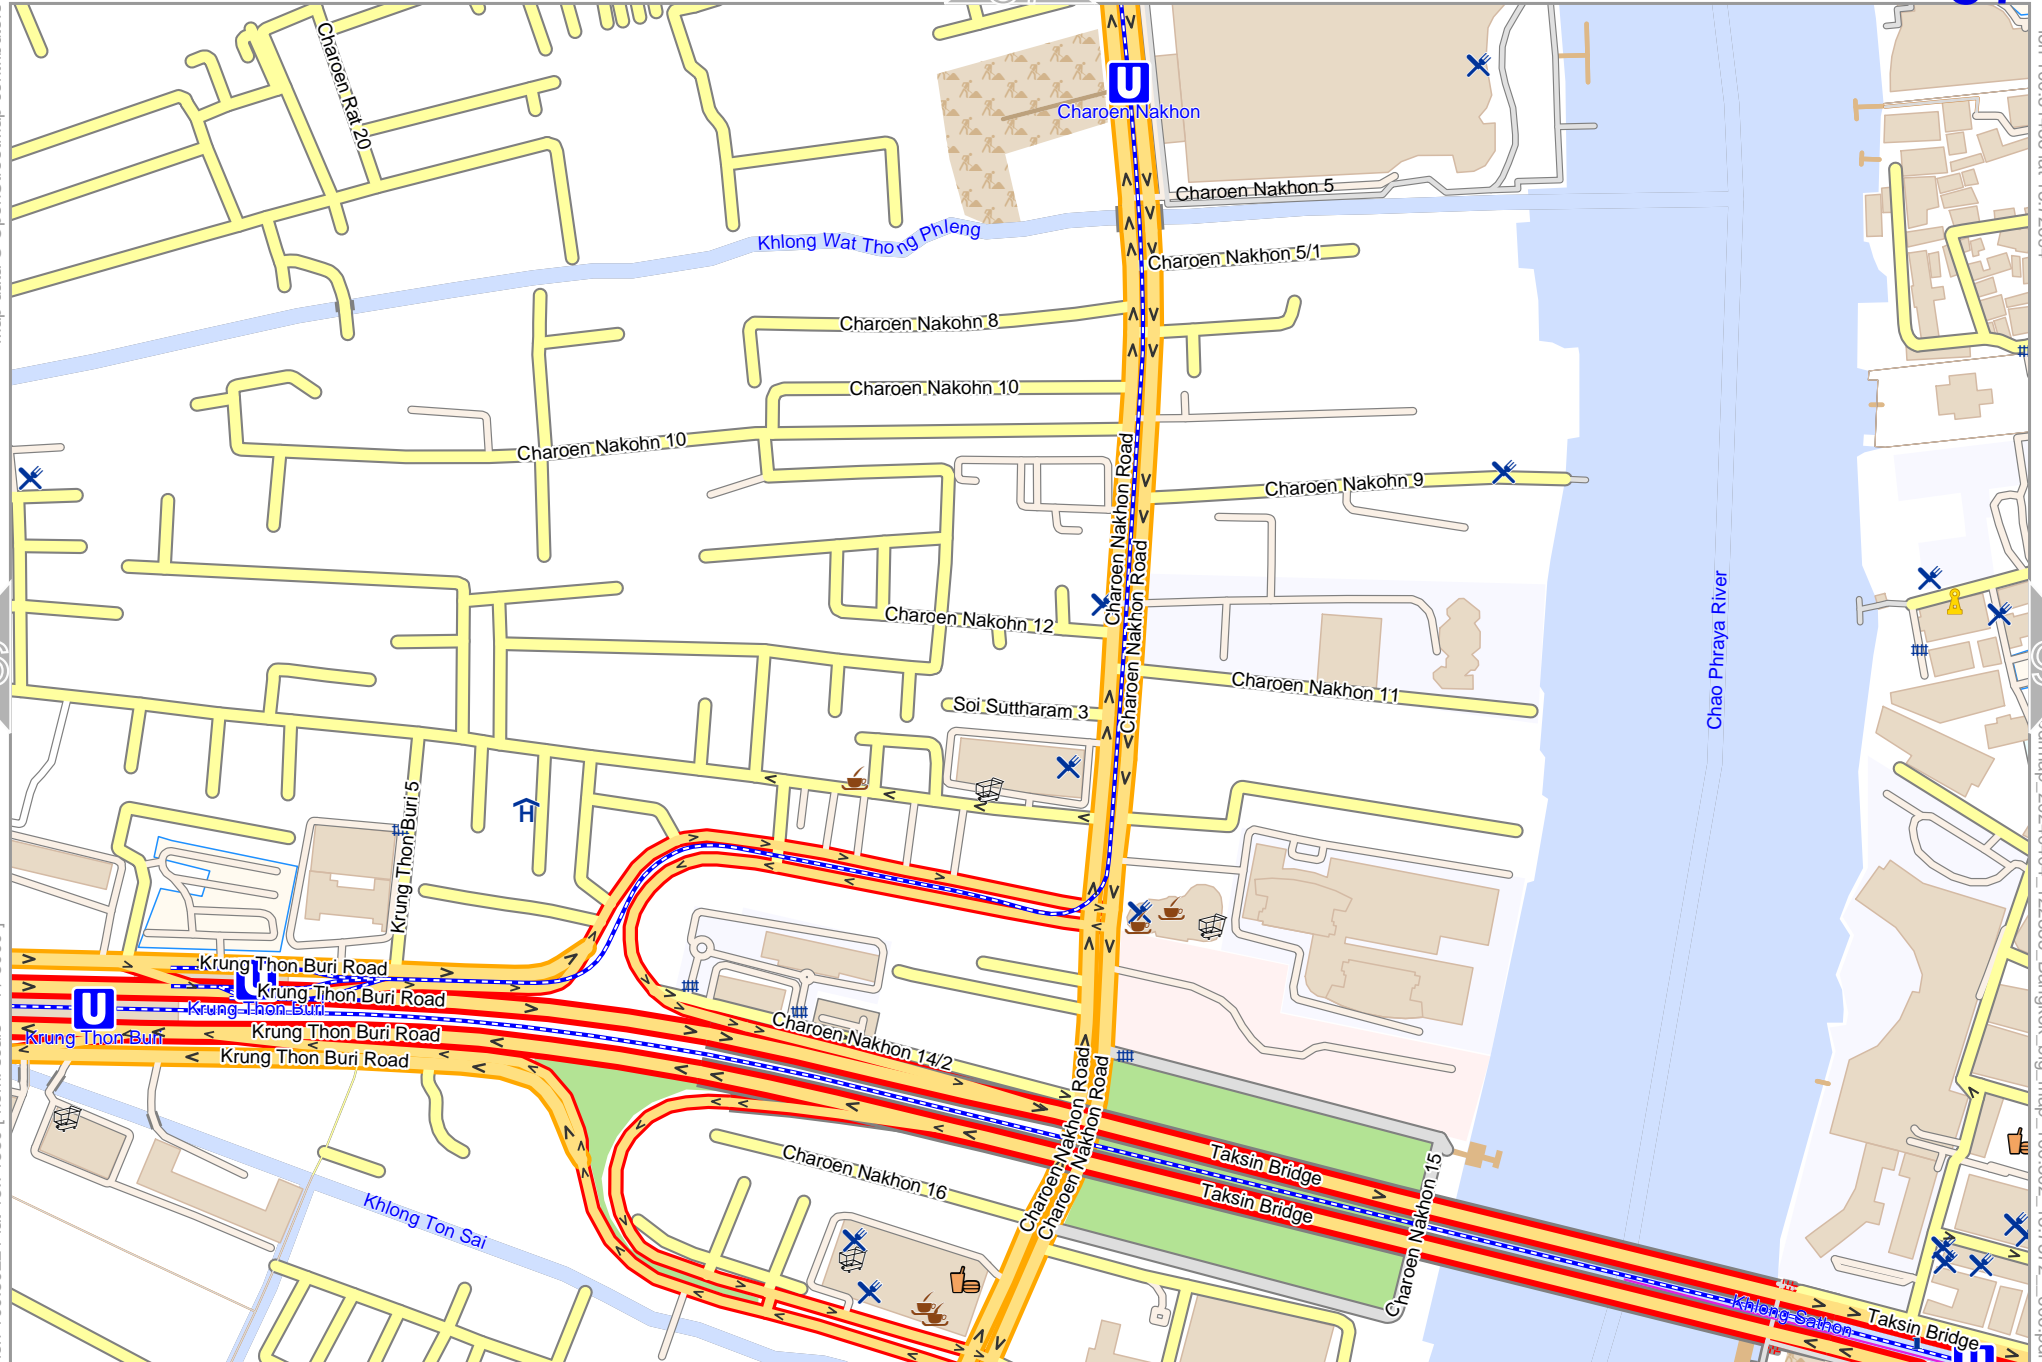 Charoen Rat 20
U
Charoen Nakhon
Charoen Nakhon 5
Khlong Wat Thong Phleng
Charoen Nakhon 5/1
Charoen Nakohn 8
Charoen Nakohn 10
Charoen Nakohn 10
Charoen Nakhon Road
Charoen Nakohn 9
Charoen Nakhon Road
Charoen Nakohn 12
Chao Phraya River
Charoen Nakhon 11
Soi Suttharam 3
Krung Thon Buri 5
H
Krung Thon Buri Road
U
Krung Thon Buri Road
U
Krung Thon Buri
Krung Thon Buri Road
Krung Thon Buri
Krung Thon Buri Road
Charoen Nakhon 14/2
Charoen Nakhon Road
Charoen Nakhon Road
Charoen Nakhon 16
Taksin Bridge
Taksin Bridge
Charoen Nakhon 15
Khlong Ton Sai
Khlong Sathon
Taksin Bridge
U